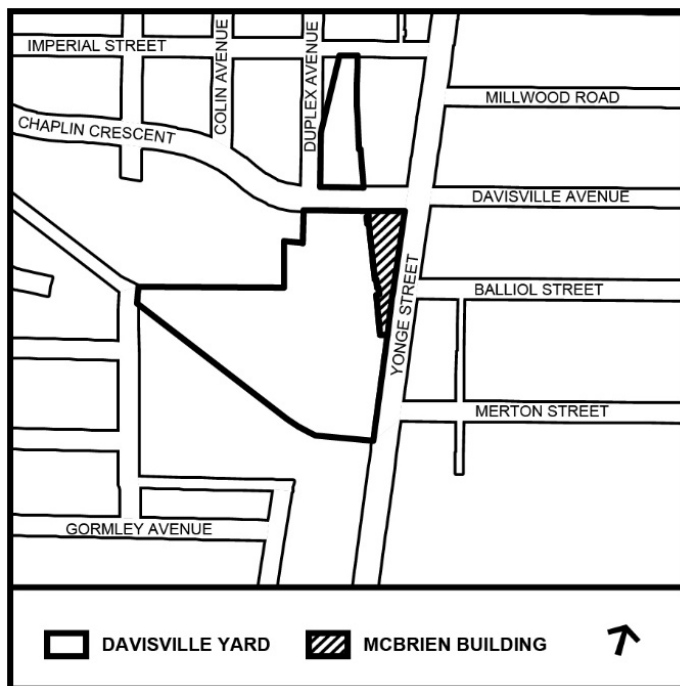 IMPERIAL STREET
COLIN AVENUE
DUPLEX AVENUE
MILLWOOD ROAD
CHAPLIN CRESCENT
DAVISVILLE AVENUE
BALLIOL STREET
YONGE STREET
MERTON STREET
GORMLEY AVENUE
DAVISVILLE YARD
MCBRIEN BUILDING